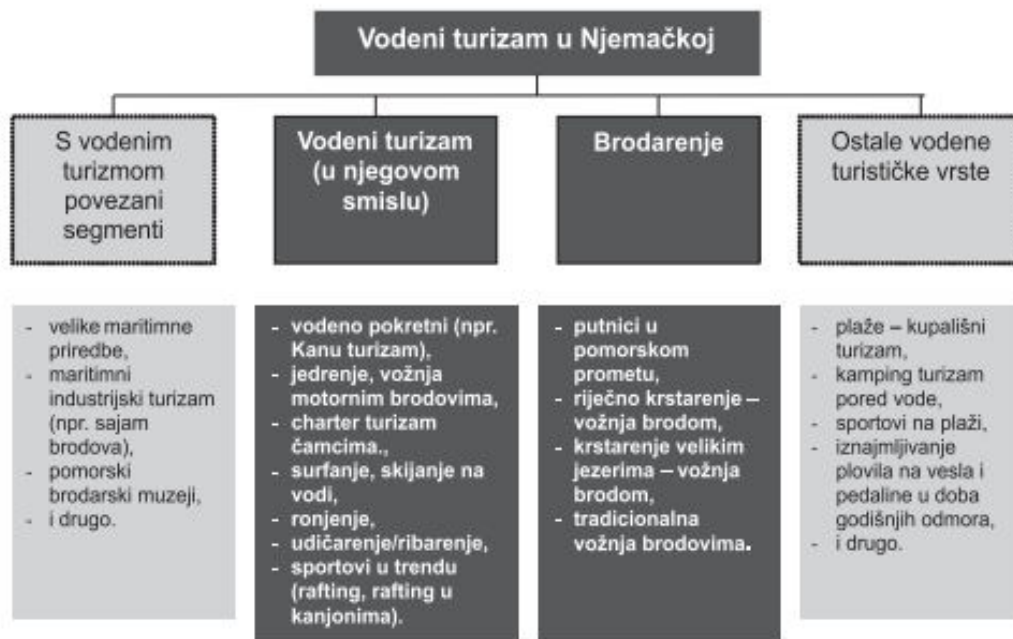 Vodeni turizam u Njemačkoj
S vodenim
turizmom
povezani
segmenti
Vodeni turizam
(u njegovom
smislu)
Brodarenje
Ostale vodene
turističke vrste
- velike maritimne
priredbe,
- maritimni
industrijski turizam
(npr. sajam
brodova),
- pomorski
brodarski muzeji,
- i drugo.
- vodeno pokretni (npr.
Kanu turizam),
- jedrenje, vožnja
motornim brodovima,
- charter turizam
čamcima.,
- surfanje, skijanje na
vodi,
- ronjenje,
- udičarenje/ribarenje,
- sportovi u trendu
(rafting, rafting u
kanjonima).
- putnici u
pomorskom
prometu,
- riječno krstarenje –
vožnja brodom,
- krstarenje velikim
jezerima – vožnja
brodom,
- tradicionalna
vožnja brodovima.
- plaže – kupališni
turizam,
- kamping turizam
pored vode,
- sportovi na plaži,
- iznajmljivanje
plovila na vesla i
pedaline u doba
godišnjih odmora,
- i drugo.